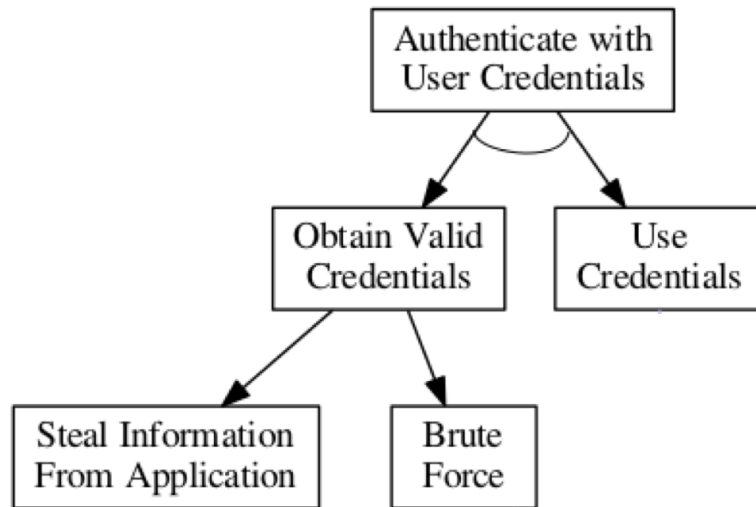 Authenticate with
User Credentials
Obtain Valid
Credentials
Use
Credentials
Steal Information
From Application
Brute
Force